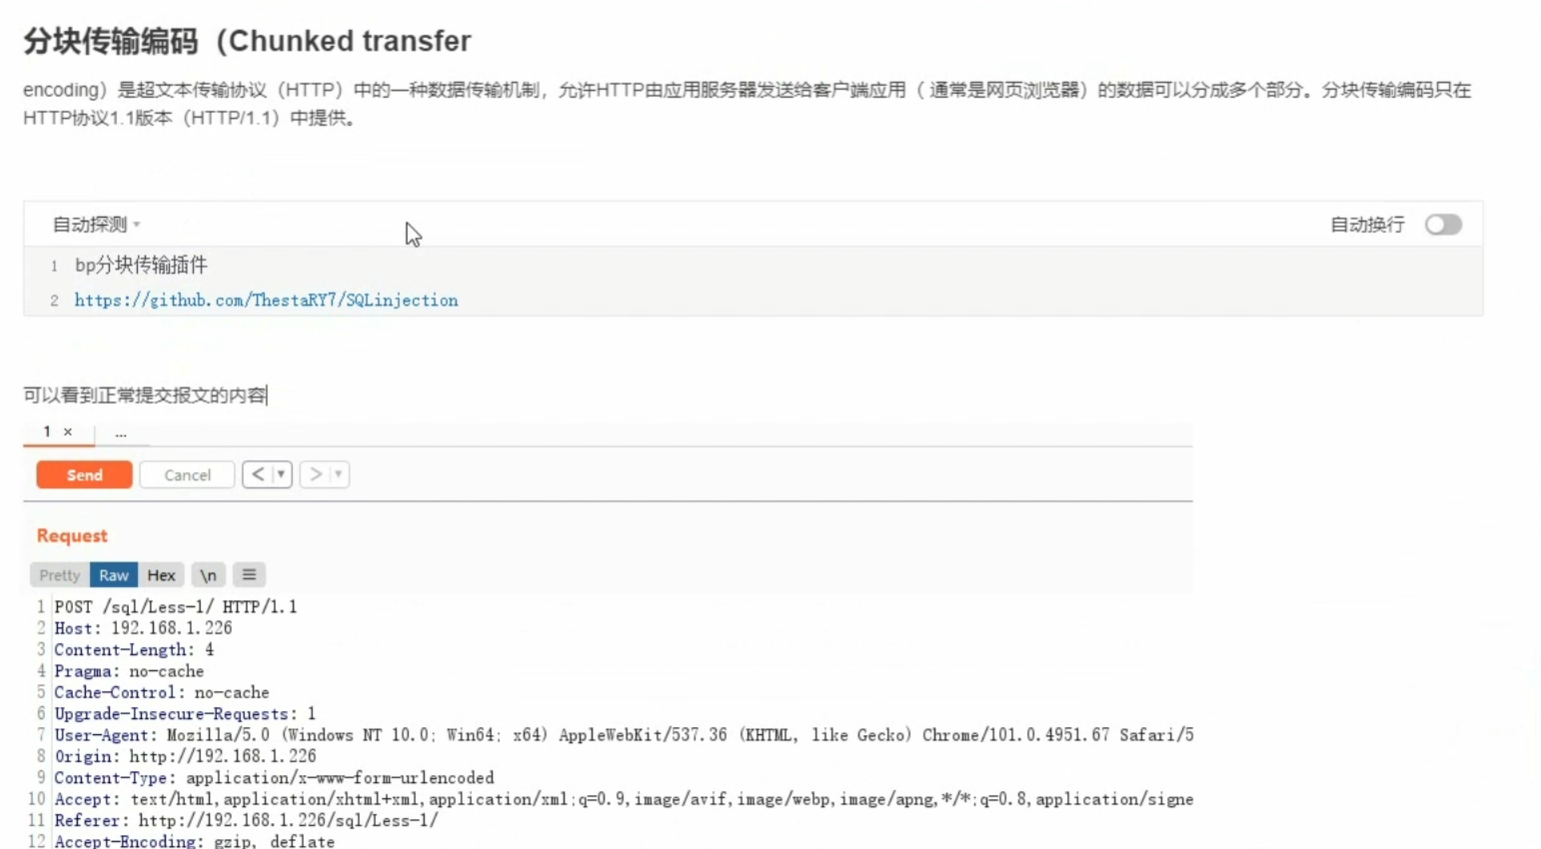 分块传输编码（Chunked transfer
encoding）是超文本传输协议（HTTP）中的一种数据传输机制，允许HTTP由应用服务器发送给客户端应用（ 通常是网页浏览器）的数据可以分成多个部分。分块传输编码只在
HTTP协议1.1版本（HTTP/1.1）中提供。
自动探测
自动换行
1 bp分块传输插件
2 https://github.com/ThestaRY7/SQLinjection
可以看到正常提交报文的内容
1 × ...
Send Cancel < >
Request
Pretty Raw Hex \n
1 POST /sql/Less-1/ HTTP/1.1
2 Host: 192.168.1.226
3 Content-Length: 4
4 Pragma: no-cache
5 Cache-Control: no-cache
6 Upgrade-Insecure-Requests: 1
7 User-Agent: Mozilla/5.0 (Windows NT 10.0; Win64; x64) AppleWebKit/537.36 (KHTML, like Gecko) Chrome/101.0.4951.67 Safari/5
8 Origin: http://192.168.1.226
9 Content-Type: application/x-www-form-urlencoded
10 Accept: text/html,application/xhtml+xml,application/xml;q=0.9,image/avif,image/webp,image/apng,*/*;q=0.8,application/signe
11 Referer: http://192.168.1.226/sql/Less-1/
12 Accept-Encoding: gzip, deflate